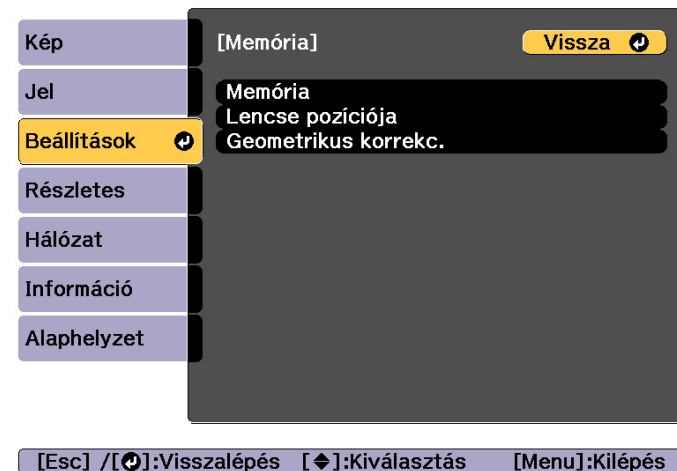 Kép
Jel
Beállítások
Részletes
Hálózat
Információ
Alaphelyzet
[Memória] Vissza
Memória
Lencse pozíciója
Geometrikus korrekc.
[Esc] /[⏎]:Visszalépés [◆]:Kiválasztás [Menu]:Kilépés